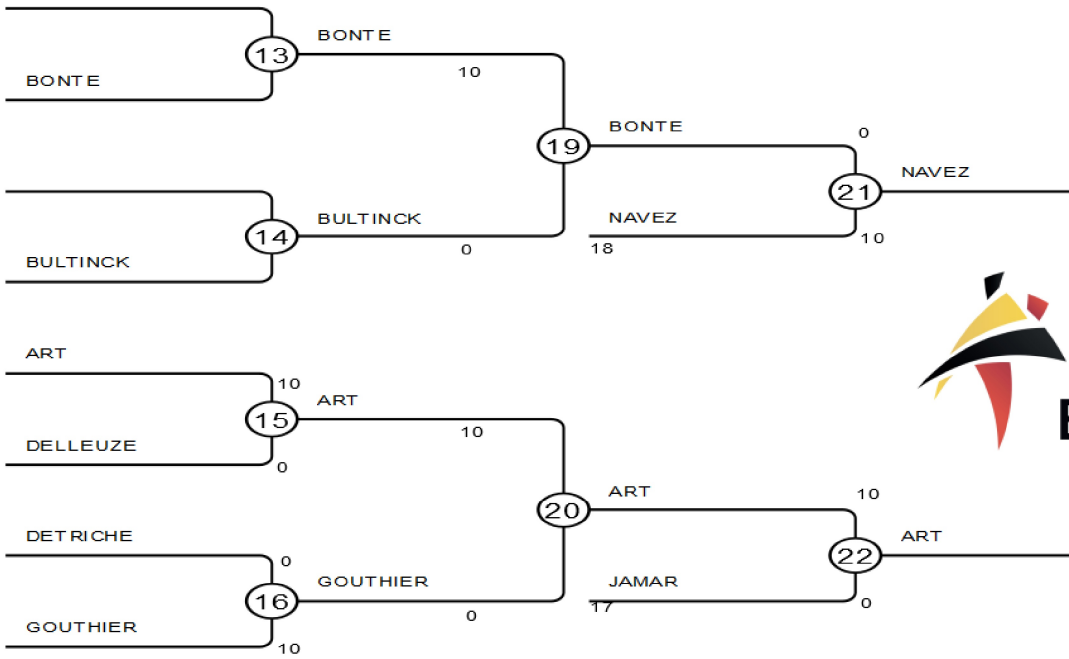 BONTE
13
BONTE
10
BULTINCK
14
BULTINCK
0
19
BONTE
0
NAVEZ
18
10
21
NAVEZ
ART
10
DELLEUZE
0
15
ART
10
DETRICHE
0
GOUTHIER
10
16
GOUTHIER
0
20
ART
10
JAMAR
17
0
22
ART